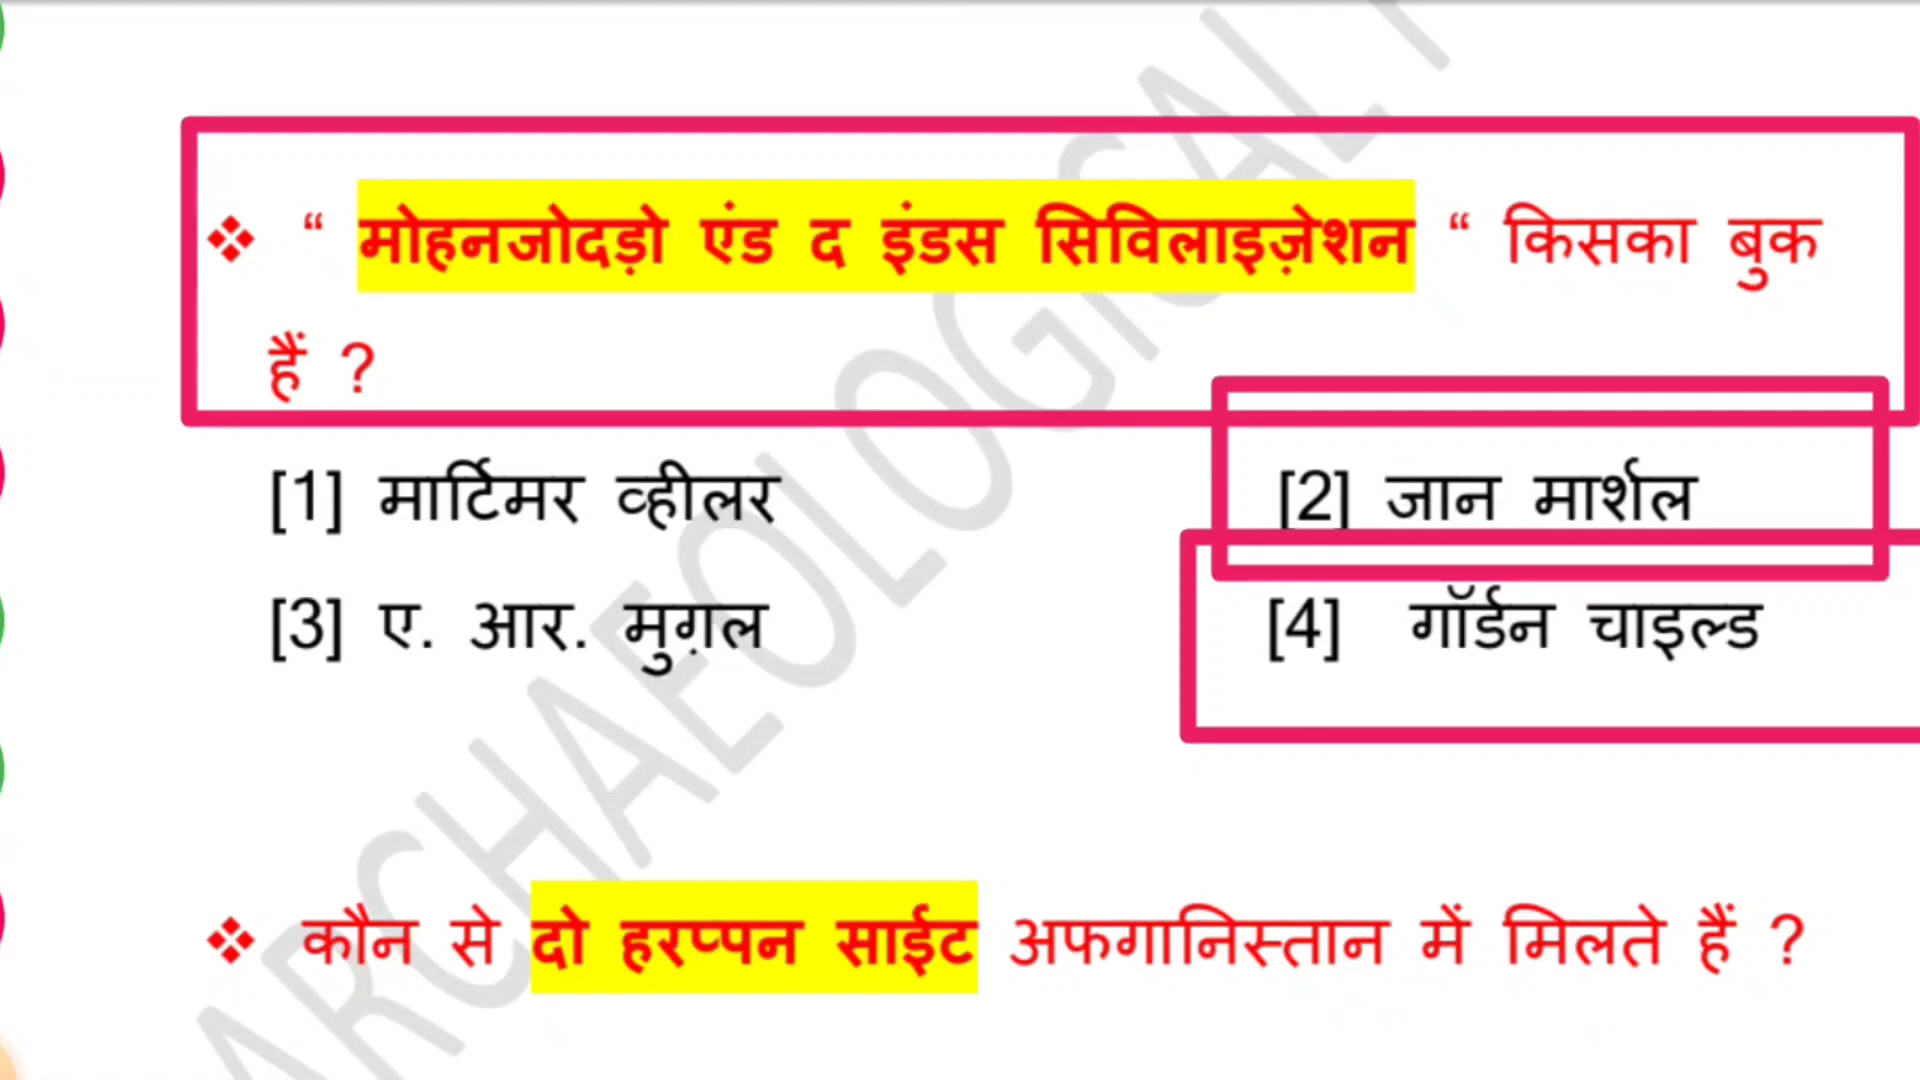 ❖ “ मोहनजोदड़ो एंड द इंडस सिविलाइज़ेशन “ किसका बुक
हैं ?
[1] मार्टिमर व्हीलर [2] जान मार्शल
[3] ए. आर. मुग़ल [4] गॉर्डन चाइल्ड
❖ कौन से दो हरप्पन साईट अफगानिस्तान में मिलते हैं ?
ARCHAEOLOGICAL